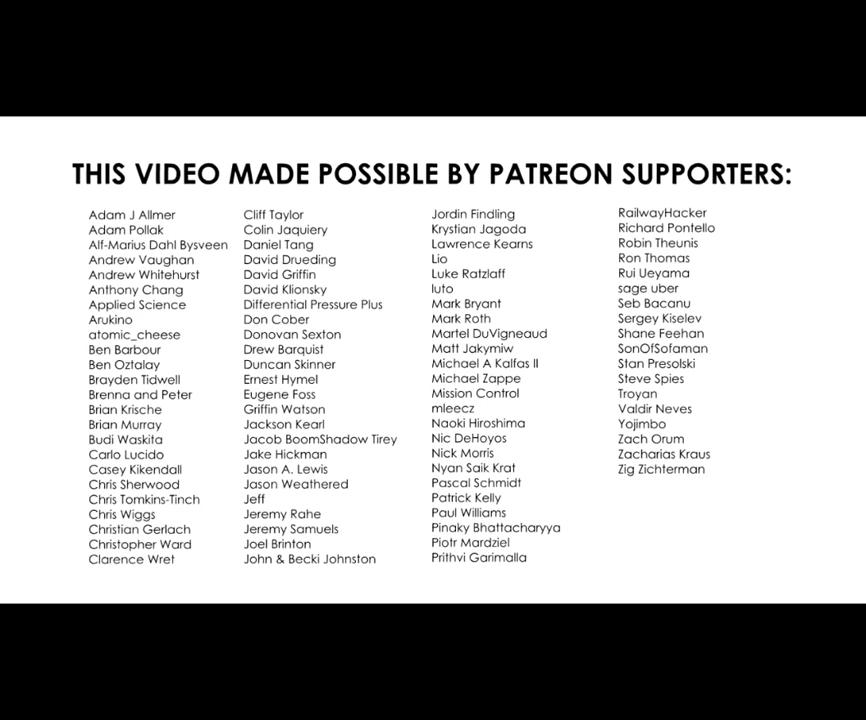 THIS VIDEO MADE POSSIBLE BY PATREON SUPPORTERS:
Adam J Allmer
Adam Pollak
Alf-Marius Dahl Bysveen
Andrew Vaughan
Andrew Whitehurst
Anthony Chang
Applied Science
Arukino
atomic_cheese
Ben Barbour
Ben Oztalay
Brayden Tidwell
Brenna and Peter
Brian Krische
Brian Murray
Budi Waskita
Carlo Lucido
Casey Kikendall
Chris Sherwood
Chris Tomkins-Tinch
Chris Wiggs
Christian Gerlach
Christopher Ward
Clarence Wret
Cliff Taylor
Colin Jaquiery
Daniel Tang
David Drueding
David Griffin
David Klionsky
Differential Pressure Plus
Don Cober
Donovan Sexton
Drew Barquist
Duncan Skinner
Ernest Hymel
Eugene Foss
Griffin Watson
Jackson Kearl
Jacob BoomShadow Tirey
Jake Hickman
Jason A. Lewis
Jason Weathered
Jeff
Jeremy Rahe
Jeremy Samuels
Joel Brinton
John & Becki Johnston
Jordin Findling
Krystian Jagoda
Lawrence Kearns
Lio
Luke Ratzlaff
luto
Mark Bryant
Mark Roth
Martel DuVigneaud
Matt Jakymiw
Michael A Kalfas II
Michael Zappe
Mission Control
mleecz
Naoki Hiroshima
Nic DeHoyos
Nick Morris
Nyan Saik Krat
Pascal Schmidt
Patrick Kelly
Paul Williams
Pinaky Bhattacharyya
Piotr Mardziel
Prithvi Garimalla
RailwayHacker
Richard Pontello
Robin Theunis
Ron Thomas
Rui Ueyama
sage uber
Seb Bacanu
Sergey Kiselev
Shane Feehan
SonOfSofaman
Stan Presolski
Steve Spies
Troyan
Valdir Neves
Yojimbo
Zach Orum
Zacharias Kraus
Zig Zichterman